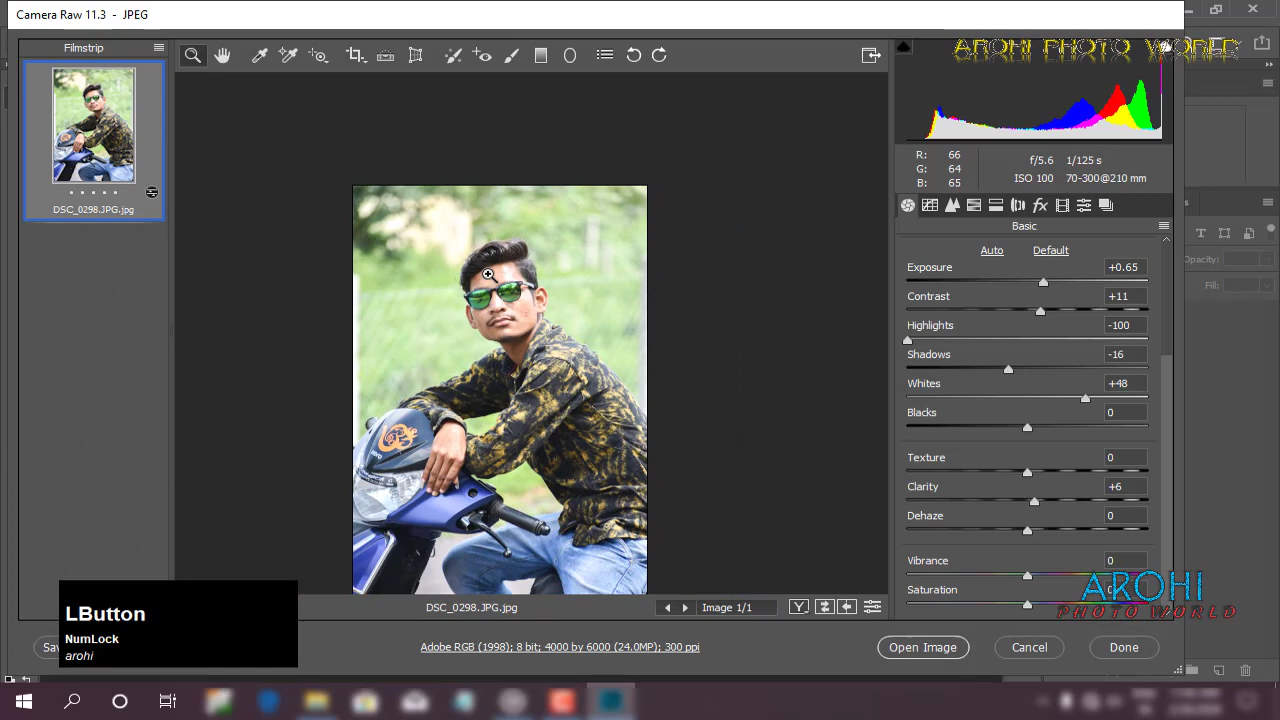 Camera Raw 11.3 - JPEG
Filmstrip
AROHI PHOTO WORLD
DSC_0298.JPG.jpg
R: 66
G: 64
B: 65
f/5.6 1/125 s
ISO 100 70-300@210 mm
Basic
Auto Default
Exposure +0.65
Contrast +11
Highlights -100
Shadows -16
Whites +48
Blacks 0
Texture 0
Clarity +6
Dehaze 0
Vibrance 0
Saturation 0
AROHI
PHOTO WORLD
Opacity:
Fill:
DSC_0298.JPG.jpg
Image 1/1
Y
LButton
NumLock
arohi
Adobe RGB (1998); 8 bit; 4000 by 6000 (24.0MP); 300 ppi
Open Image
Cancel
Done